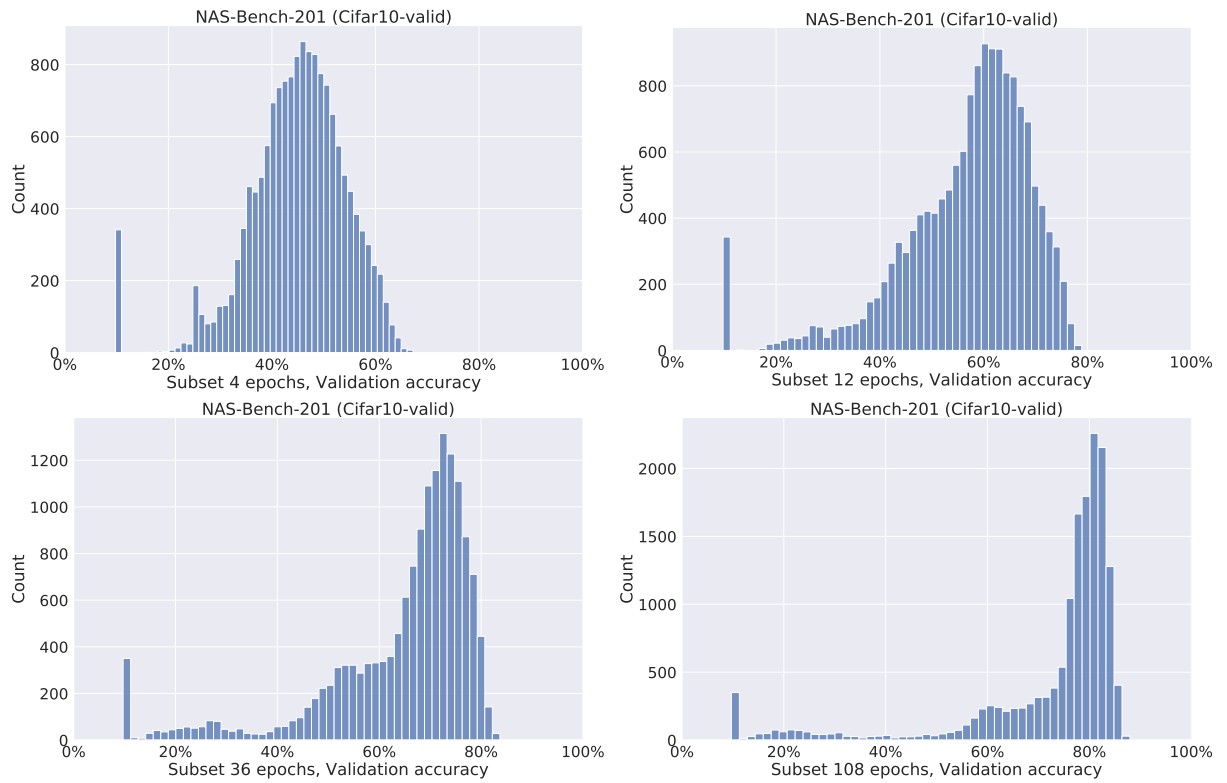 NAS-Bench-201 (Cifar10-valid)
800
600
400
200
0
Count
0% 20% 40% 60% 80% 100%
Subset 4 epochs, Validation accuracy
NAS-Bench-201 (Cifar10-valid)
800
600
400
200
0
Count
0% 20% 40% 60% 80% 100%
Subset 12 epochs, Validation accuracy
NAS-Bench-201 (Cifar10-valid)
1200
1000
800
600
400
200
0
Count
0% 20% 40% 60% 80% 100%
Subset 36 epochs, Validation accuracy
NAS-Bench-201 (Cifar10-valid)
2000
1500
1000
500
0
Count
0% 20% 40% 60% 80% 100%
Subset 108 epochs, Validation accuracy